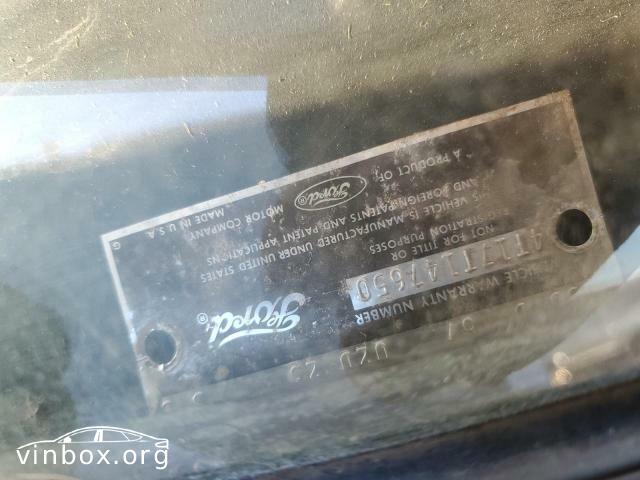 Ford®
VEHICLE WARRANTY NUMBER
4T17T147650
NOT FOR TITLE OR
REGISTRATION PURPOSES
THIS VEHICLE IS MANUFACTURED UNDER UNITED STATES
AND FOREIGN PATENTS AND PATENT APPLICATIONS
A PRODUCT OF
Ford®
MOTOR COMPANY
MADE IN U.S.A.
G
vinbox.org